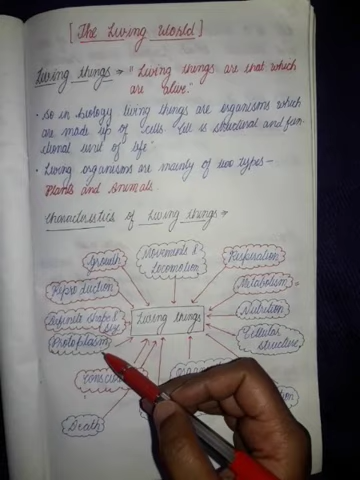 [ The Living World ]
Living things → "Living things are that which
are alive."
• So in biology living things are organisms which
are made up of cells. Cell is structural and fun-
ctional unit of life."
• Living organisms are mainly of two types -
Plants and Animals.
Characteristics of Living things →
Growth
Movements &
Locomotion
Respiration
Reproduction
Metabolism
Definite shape &
size
Living things
Nutrition
Protoplasm
Cellular
structure
Death